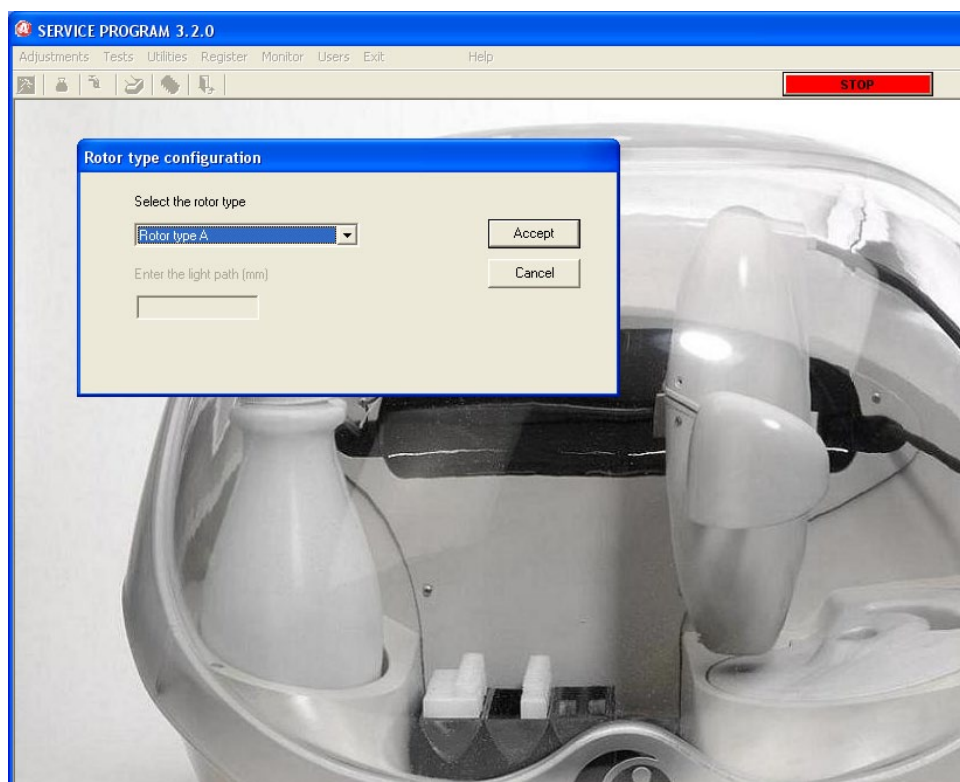 SERVICE PROGRAM 3.2.0
Adjustments Tests Utilities Register Monitor Users Exit Help
STOP
Rotor type configuration
Select the rotor type
Rotor type A
Accept
Enter the light path (mm)
Cancel